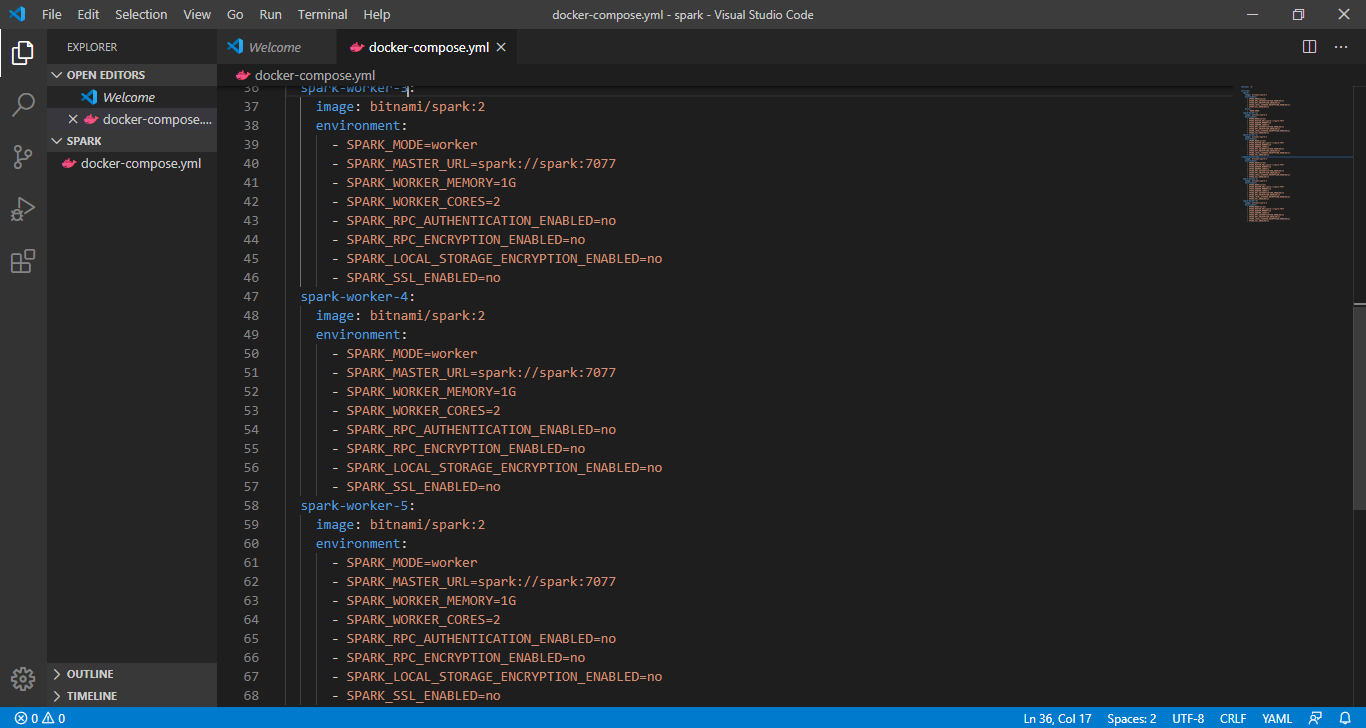 File Edit Selection View Go Run Terminal Help docker-compose.yml - spark - Visual Studio Code
EXPLORER
OPEN EDITORS
Welcome
docker-compose....
SPARK
docker-compose.yml
OUTLINE
TIMELINE
Welcome docker-compose.yml
docker-compose.yml
36 spark-worker-3:
37 image: bitnami/spark:2
38 environment:
39 - SPARK_MODE=worker
40 - SPARK_MASTER_URL=spark://spark:7077
41 - SPARK_WORKER_MEMORY=1G
42 - SPARK_WORKER_CORES=2
43 - SPARK_RPC_AUTHENTICATION_ENABLED=no
44 - SPARK_RPC_ENCRYPTION_ENABLED=no
45 - SPARK_LOCAL_STORAGE_ENCRYPTION_ENABLED=no
46 - SPARK_SSL_ENABLED=no
47 spark-worker-4:
48 image: bitnami/spark:2
49 environment:
50 - SPARK_MODE=worker
51 - SPARK_MASTER_URL=spark://spark:7077
52 - SPARK_WORKER_MEMORY=1G
53 - SPARK_WORKER_CORES=2
54 - SPARK_RPC_AUTHENTICATION_ENABLED=no
55 - SPARK_RPC_ENCRYPTION_ENABLED=no
56 - SPARK_LOCAL_STORAGE_ENCRYPTION_ENABLED=no
57 - SPARK_SSL_ENABLED=no
58 spark-worker-5:
59 image: bitnami/spark:2
60 environment:
61 - SPARK_MODE=worker
62 - SPARK_MASTER_URL=spark://spark:7077
63 - SPARK_WORKER_MEMORY=1G
64 - SPARK_WORKER_CORES=2
65 - SPARK_RPC_AUTHENTICATION_ENABLED=no
66 - SPARK_RPC_ENCRYPTION_ENABLED=no
67 - SPARK_LOCAL_STORAGE_ENCRYPTION_ENABLED=no
68 - SPARK_SSL_ENABLED=no
0 0 Ln 36, Col 17 Spaces: 2 UTF-8 CRLF YAML